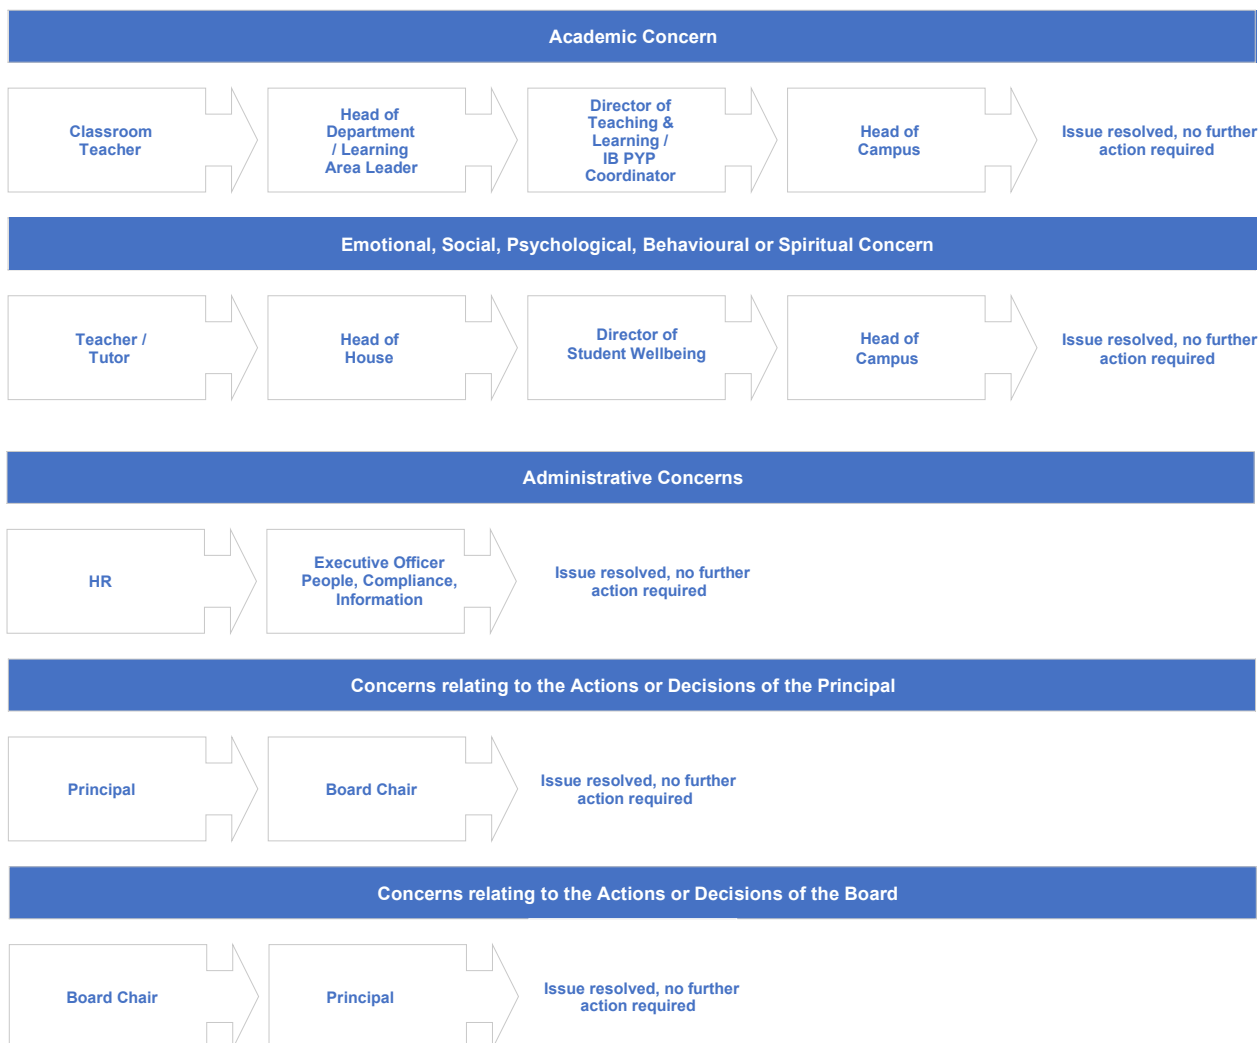 Academic Concern
Classroom
Teacher
Head of
Department
/ Learning
Area Leader
Director of
Teaching &
Learning /
IB PYP
Coordinator
Head of
Campus
Issue resolved, no further
action required
Emotional, Social, Psychological, Behavioural or Spiritual Concern
Teacher /
Tutor
Head of
House
Director of
Student Wellbeing
Head of
Campus
Issue resolved, no further
action required
Administrative Concerns
HR
Executive Officer
People, Compliance,
Information
Issue resolved, no further
action required
Concerns relating to the Actions or Decisions of the Principal
Principal
Board Chair
Issue resolved, no further
action required
Concerns relating to the Actions or Decisions of the Board
Board Chair
Principal
Issue resolved, no further
action required